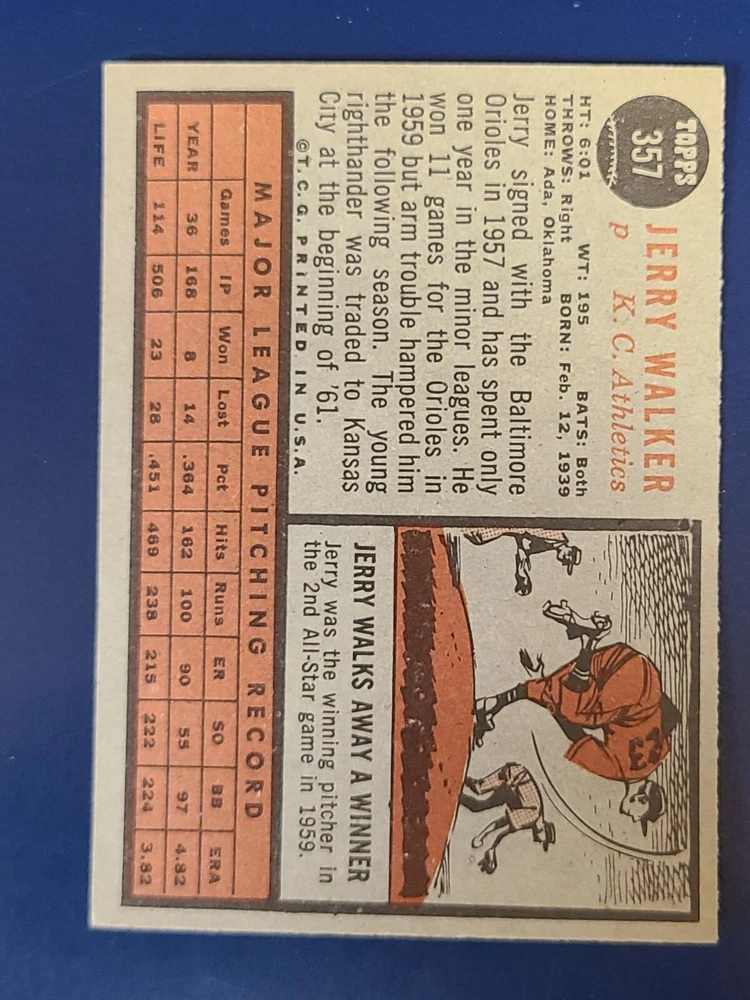 TOPPS
357
JERRY WALKER
p K. C. Athletics
HT: 6:01 WT: 195 BATS: Both
THROWS: Right BORN: Feb. 12, 1939
HOME: Ada, Oklahoma
Jerry signed with the Baltimore
Orioles in 1957 and has spent only
one year in the minor leagues. He
won 11 games for the Orioles in
1959 but arm trouble hampered him
the following season. The young
righthander was traded to Kansas
City at the beginning of '61.
©T.C.G. PRINTED IN U.S.A.
23
JERRY WALKS AWAY A WINNER
Jerry was the winning pitcher in
the 2nd All-Star game in 1959.
MAJOR LEAGUE PITCHING RECORD
Games IP Won Lost Pct Hits Runs ER SO BB ERA
YEAR 36 168 8 14 .364 162 100 90 55 97 4.82
LIFE 114 506 23 28 .451 469 238 215 222 224 3.82